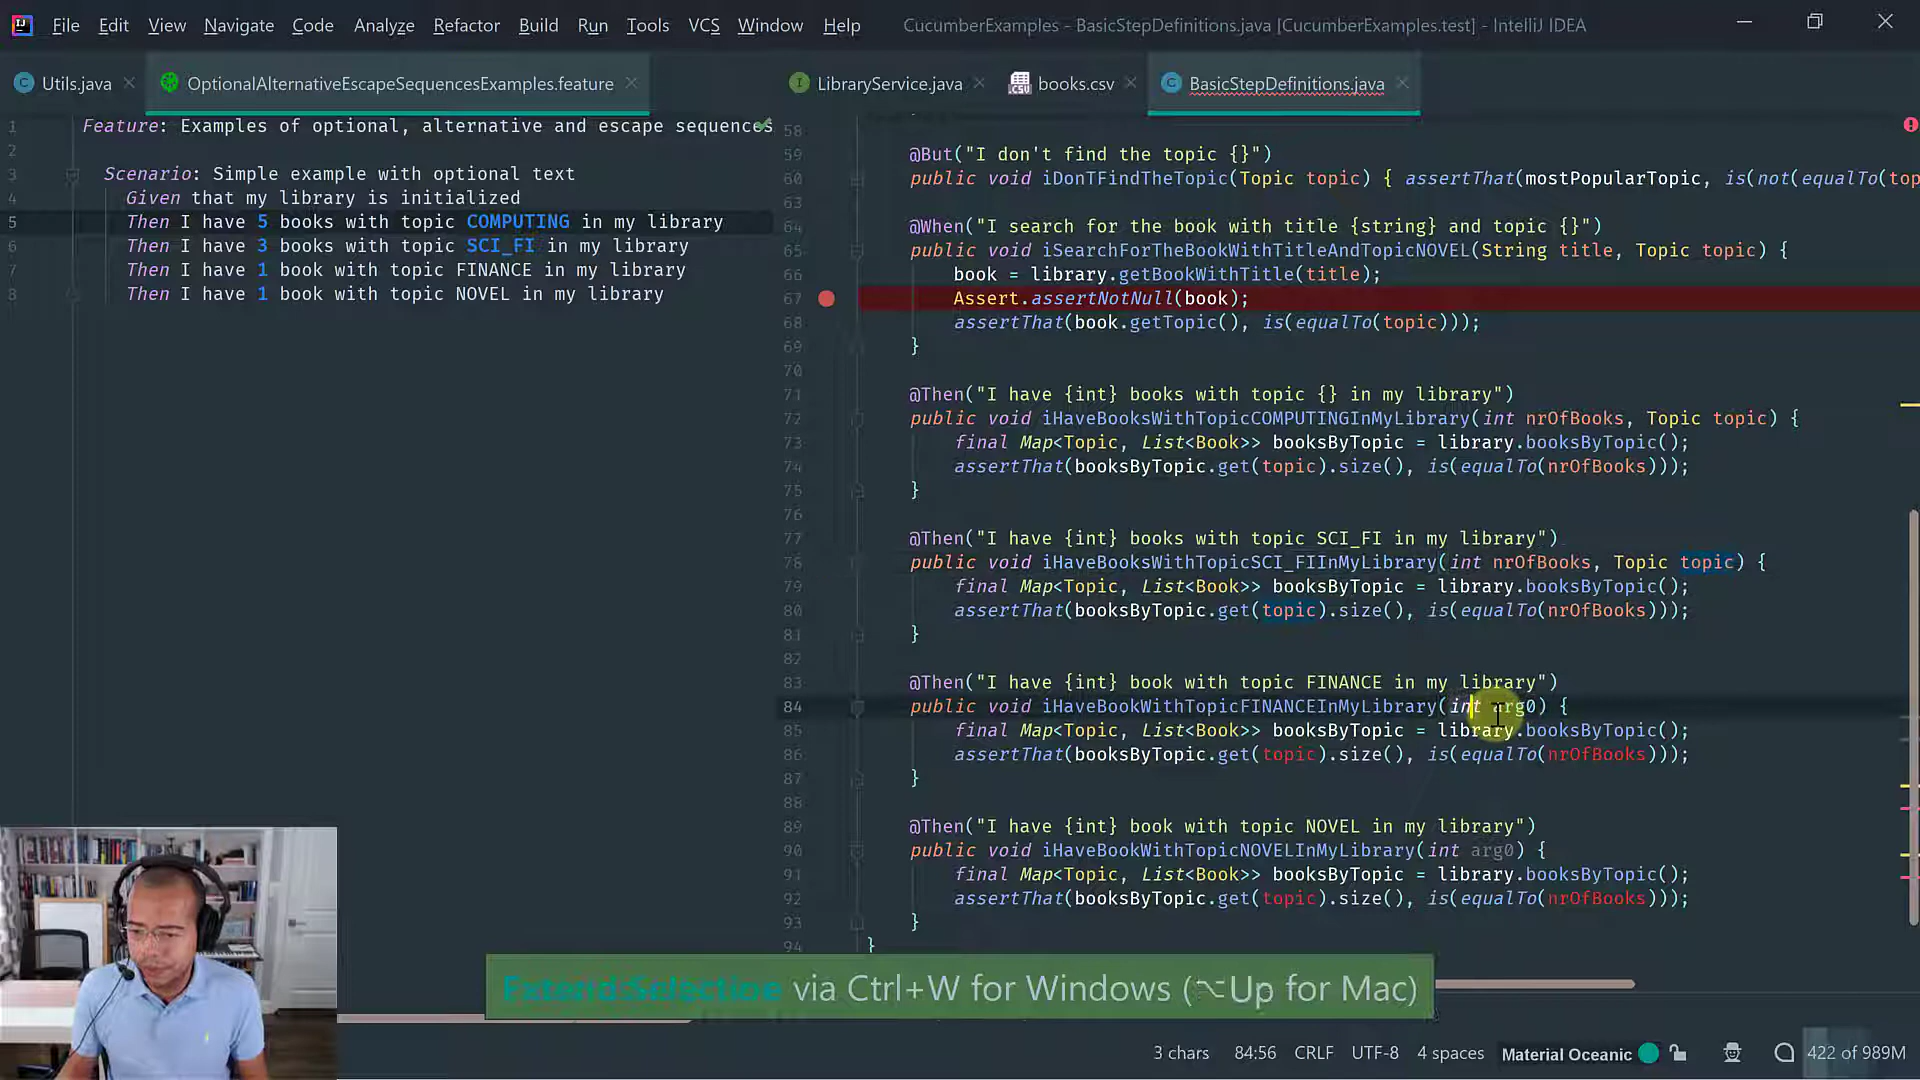 File Edit View Navigate Code Analyze Refactor Build Run Tools VCS Window Help CucumberExamples - BasicStepDefinitions.java [CucumberExamples.test] - IntelliJ IDEA
Utils.java OptionalAlternativeEscapeSequencesExamples.feature LibraryService.java books.csv BasicStepDefinitions.java
1 Feature: Examples of optional, alternative and escape sequences
2
3 Scenario: Simple example with optional text
4 Given that my library is initialized
5 Then I have 5 books with topic COMPUTING in my library
6 Then I have 3 books with topic SCI_FI in my library
7 Then I have 1 book with topic FINANCE in my library
8 Then I have 1 book with topic NOVEL in my library
58
59 @But("I don't find the topic {}")
60 public void iDonTFindTheTopic(Topic topic) { assertThat(mostPopularTopic, is(not(equalTo(top
63
64 @When("I search for the book with title {string} and topic {}")
65 public void iSearchForTheBookWithTitleAndTopicNOVEL(String title, Topic topic) {
66 book = library.getBookWithTitle(title);
67 Assert.assertNotNull(book);
68 assertThat(book.getTopic(), is(equalTo(topic)));
69 }
70
71 @Then("I have {int} books with topic {} in my library")
72 public void iHaveBooksWithTopicCOMPUTINGInMyLibrary(int nrOfBooks, Topic topic) {
73 final Map<Topic, List<Book>> booksByTopic = library.booksByTopic();
74 assertThat(booksByTopic.get(topic).size(), is(equalTo(nrOfBooks)));
75 }
76
77 @Then("I have {int} books with topic SCI_FI in my library")
78 public void iHaveBooksWithTopicSCI_FIInMyLibrary(int nrOfBooks, Topic topic) {
79 final Map<Topic, List<Book>> booksByTopic = library.booksByTopic();
80 assertThat(booksByTopic.get(topic).size(), is(equalTo(nrOfBooks)));
81 }
82
83 @Then("I have {int} book with topic FINANCE in my library")
84 public void iHaveBookWithTopicFINANCEInMyLibrary(int arg0) {
85 final Map<Topic, List<Book>> booksByTopic = library.booksByTopic();
86 assertThat(booksByTopic.get(topic).size(), is(equalTo(nrOfBooks)));
87 }
88
89 @Then("I have {int} book with topic NOVEL in my library")
90 public void iHaveBookWithTopicNOVELInMyLibrary(int arg0) {
91 final Map<Topic, List<Book>> booksByTopic = library.booksByTopic();
92 assertThat(booksByTopic.get(topic).size(), is(equalTo(nrOfBooks)));
93 }
94 }
Extend Selection via Ctrl+W for Windows (⌥Up for Mac)
3 chars 84:56 CRLF UTF-8 4 spaces Material Oceanic 422 of 989M